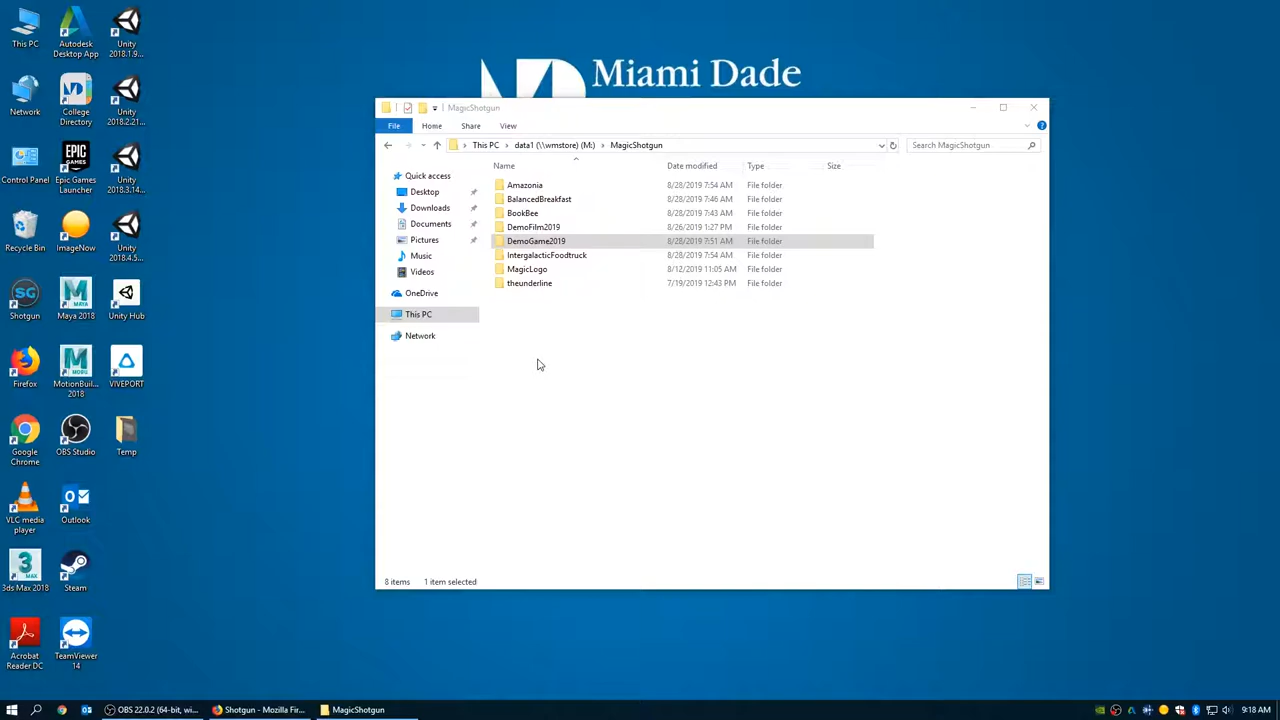 This PC
Autodesk
Desktop App
Unity
2018.1.9...
Network
College
Directory
Unity
2018.2.21...
Control Panel
Epic Games
Launcher
Unity
2018.3.14...
Recycle Bin
ImageNow
Unity
2018.4.5...
Shotgun
Maya 2018
Unity Hub
Firefox
MotionBuil...
2018
VIVEPORT
Google
Chrome
OBS Studio
Temp
VLC media
player
Outlook
3ds Max 2018
Steam
Acrobat
Reader DC
TeamViewer
14
Miami Dade
MagicShotgun
File Home Share View
This PC > data1 (\\wmstore) (M:) > MagicShotgun
Search MagicShotgun
Name Date modified Type Size
Amazonia 8/28/2019 7:54 AM File folder
BalancedBreakfast 8/28/2019 7:46 AM File folder
BookBee 8/28/2019 7:43 AM File folder
DemoFilm2019 8/26/2019 1:27 PM File folder
DemoGame2019 8/28/2019 7:51 AM File folder
IntergalacticFoodtruck 8/28/2019 7:54 AM File folder
MagicLogo 8/12/2019 11:05 AM File folder
theunderline 7/19/2019 12:43 PM File folder
Quick access
Desktop
Downloads
Documents
Pictures
Music
Videos
OneDrive
This PC
Network
8 items 1 item selected
OBS 22.0.2 (64-bit, wi...
Shotgun - Mozilla Fir...
MagicShotgun
9:18 AM